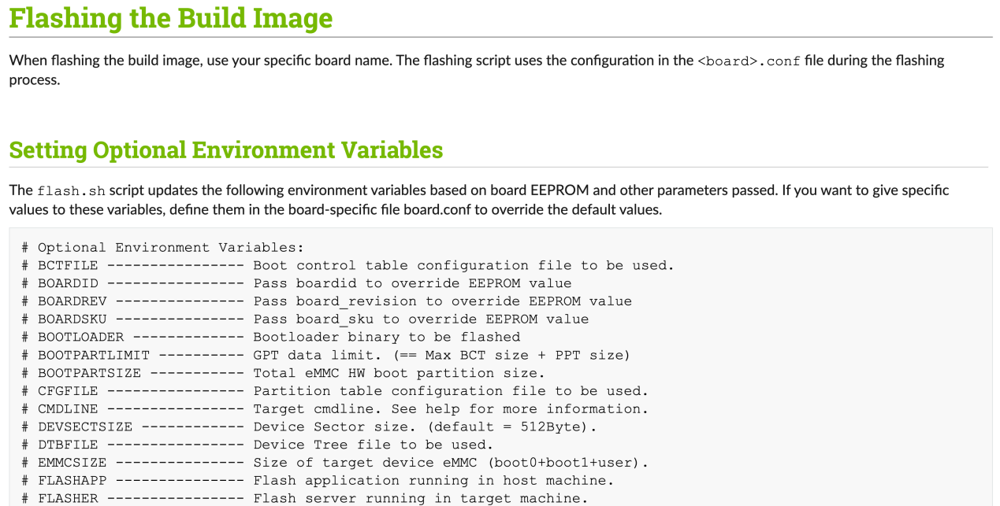 Flashing the Build Image
When flashing the build image, use your specific board name. The flashing script uses the configuration in the <board>.conf file during the flashing
process.
Setting Optional Environment Variables
The flash.sh script updates the following environment variables based on board EEPROM and other parameters passed. If you want to give specific
values to these variables, define them in the board-specific file board.conf to override the default values.
# Optional Environment Variables:
# BCTFILE ---------------- Boot control table configuration file to be used.
# BOARDID ---------------- Pass boardid to override EEPROM value
# BOARDREV --------------- Pass board_revision to override EEPROM value
# BOARDSKU --------------- Pass board_sku to override EEPROM value
# BOOTLOADER ------------- Bootloader binary to be flashed
# BOOTPARTLIMIT ---------- GPT data limit. (== Max BCT size + PPT size)
# BOOTPARTSIZE ----------- Total eMMC HW boot partition size.
# CFGFILE ---------------- Partition table configuration file to be used.
# CMDLINE ---------------- Target cmdline. See help for more information.
# DEVSECTSIZE ------------ Device Sector size. (default = 512Byte).
# DTBFILE ---------------- Device Tree file to be used.
# EMMCSIZE --------------- Size of target device eMMC (boot0+boot1+user).
# FLASHAPP --------------- Flash application running in host machine.
# FLASHER ---------------- Flash server running in target machine.